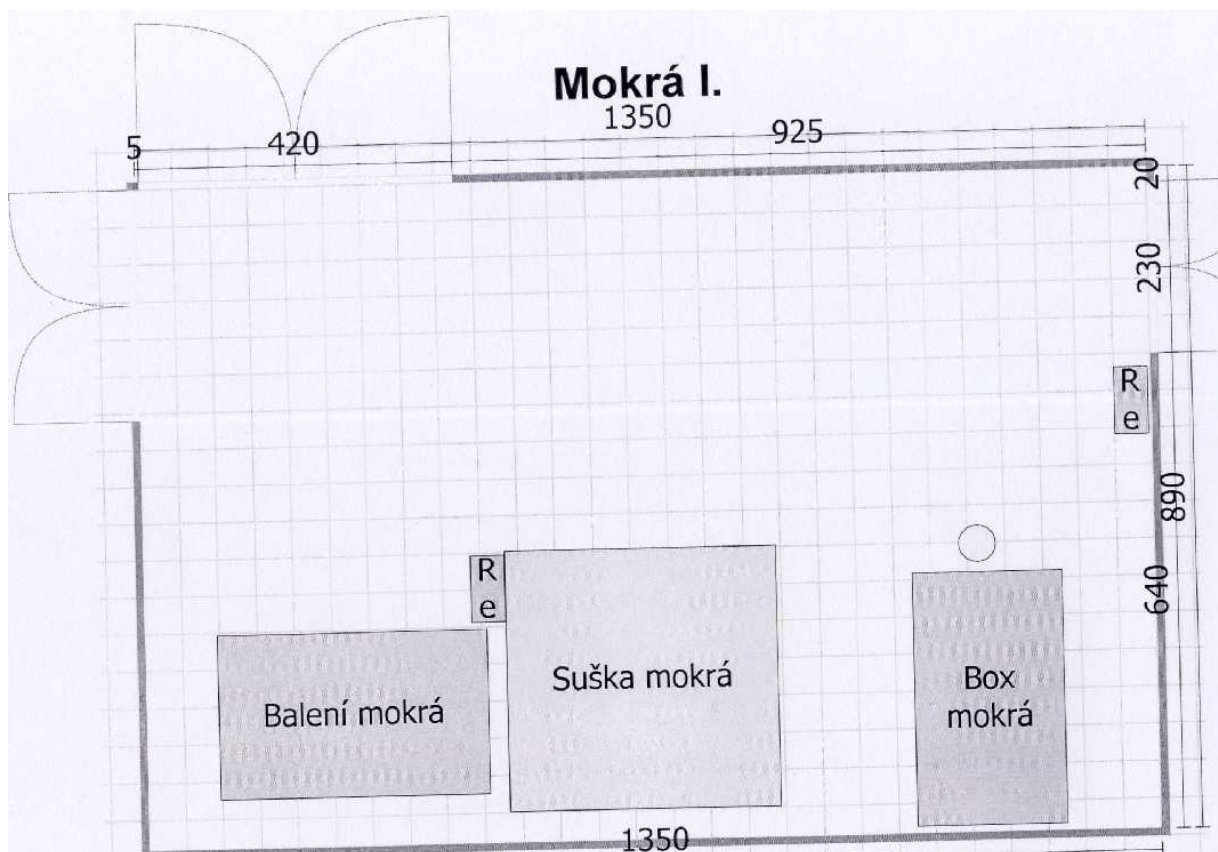 Mokrá I.
1350
5
420
925
20
230
R
e
890
R
e
640
Suška mokrá
Box
mokrá
Balení mokrá
1350